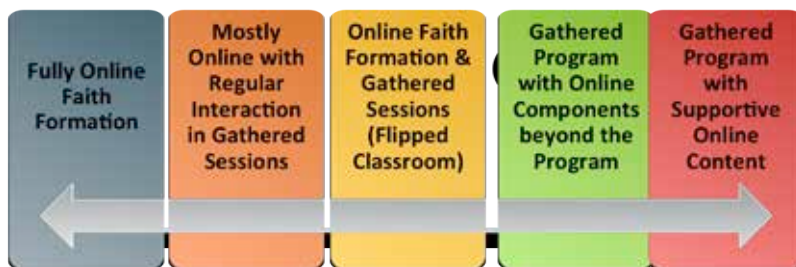 Fully Online
Faith
Formation
Mostly
Online with
Regular
Interaction
in Gathered
Sessions
Online Faith
Formation &
Gathered
Sessions
(Flipped
Classroom)
Gathered
Program
with Online
Components
beyond the
Program
Gathered
Program
with
Supportive
Online
Content